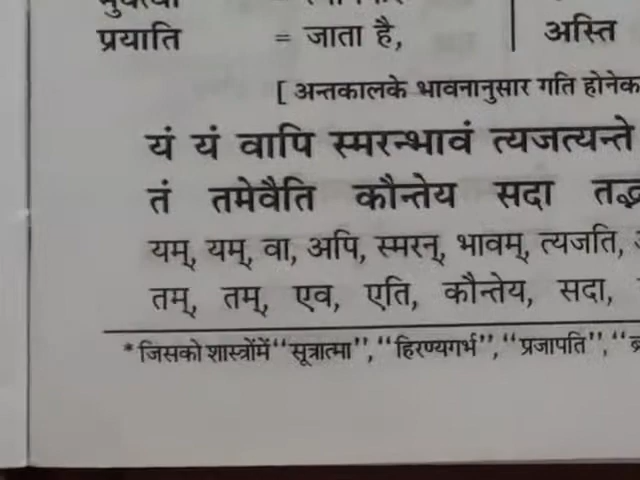 प्रयाति = जाता है, अस्ति
[ अन्तकालके भावनानुसार गति होनेक
यं यं वापि स्मरन्भावं त्यजत्यन्ते
तं तमेवैति कौन्तेय सदा
यम्, यम्, वा, अपि, स्मरन्, भावम्, त्यजति,
तम्, तम्, एव, एति, कौन्तेय, सदा,
* जिसको शास्त्रोंमें ‘‘सूत्रात्मा’’, ‘‘हिरण्यगर्भ’’, ‘‘प्रजापति’’, ‘‘